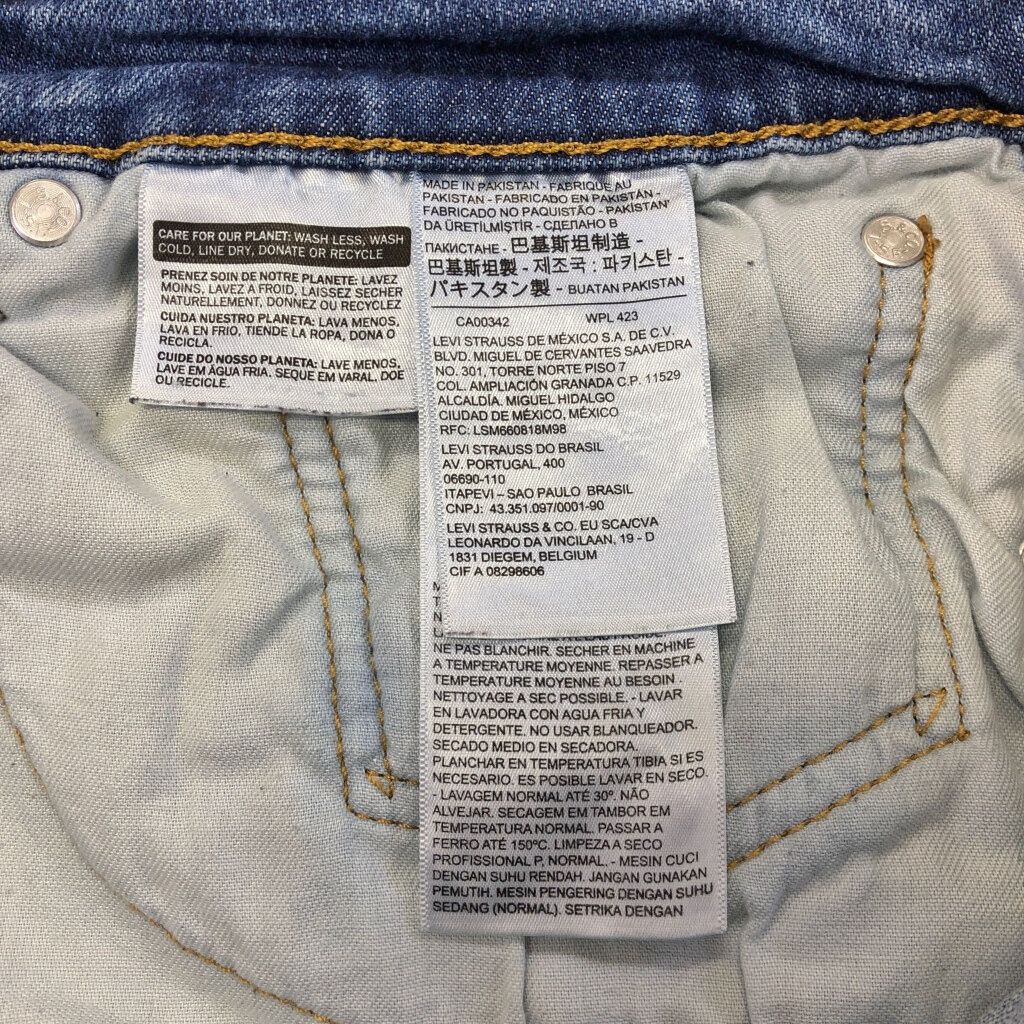 CARE FOR OUR PLANET: WASH LESS, WASH
COLD, LINE DRY, DONATE OR RECYCLE
PRENEZ SOIN DE NOTRE PLANETE: LAVEZ
MOINS, LAVEZ A FROID, LAISSEZ SECHER
NATURELLEMENT, DONNEZ OU RECYCLEZ
CUIDA NUESTRO PLANETA: LAVA MENOS,
LAVA EN FRIO, TIENDE LA ROPA, DONA O
RECICLA.
CUIDE DO NOSSO PLANETA: LAVE MENOS,
LAVE EM ÁGUA FRIA. SEQUE EM VARAL. DOE
OU RECICLE.
MADE IN PAKISTAN - FABRIQUE AU
PAKISTAN - FABRICADO EN PAKISTÁN -
FABRICADO NO PAQUISTÃO - PAKİSTAN'
DA ÜRETİLMİŞTİR - СДЕЛАНО В
ПАКИСТАНЕ - 巴基斯坦制造 -
巴基斯坦製 - 제조국 : 파키스탄 -
パキスタン製 - BUATAN PAKISTAN
CA00342 WPL 423
LEVI STRAUSS DE MÉXICO S.A. DE C.V.
BLVD. MIGUEL DE CERVANTES SAAVEDRA
NO. 301, TORRE NORTE PISO 7
COL. AMPLIACIÓN GRANADA C.P. 11529
ALCALDÍA. MIGUEL HIDALGO
CIUDAD DE MÉXICO, MÉXICO
RFC: LSM660818M98
LEVI STRAUSS DO BRASIL
AV. PORTUGAL, 400
06690-110
ITAPEVI – SAO PAULO BRASIL
CNPJ: 43.351.097/0001-90
LEVI STRAUSS & CO. EU SCA/CVA
LEONARDO DA VINCILAAN, 19 - D
1831 DIEGEM, BELGIUM
CIF A 08298606
NE PAS BLANCHIR. SECHER EN MACHINE
A TEMPERATURE MOYENNE. REPASSER A
TEMPERATURE MOYENNE AU BESOIN
NETTOYAGE A SEC POSSIBLE. - LAVAR
EN LAVADORA CON AGUA FRIA Y
DETERGENTE. NO USAR BLANQUEADOR.
SECADO MEDIO EN SECADORA.
PLANCHAR EN TEMPERATURA TIBIA SI ES
NECESARIO. ES POSIBLE LAVAR EN SECO.
- LAVAGEM NORMAL ATÉ 30º. NÃO
ALVEJAR. SECAGEM EM TAMBOR EM
TEMPERATURA NORMAL. PASSAR A
FERRO ATÉ 150ºC. LIMPEZA A SECO
PROFISSIONAL P, NORMAL. - MESIN CUCI
DENGAN SUHU RENDAH. JANGAN GUNAKAN
PEMUTIH. MESIN PENGERING DENGAN SUHU
SEDANG (NORMAL). SETRIKA DENGAN